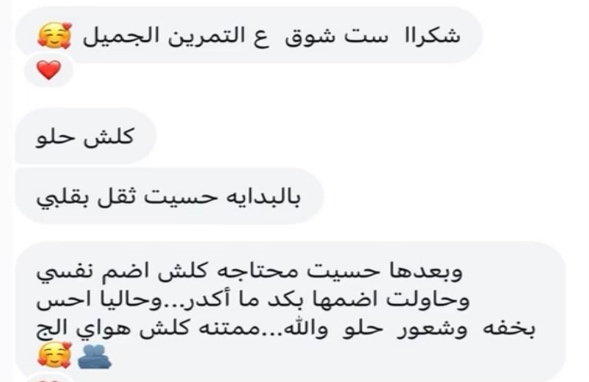 شكراا ست شوق ع التمرين الجميل 🥰
❤️
كلش حلو
بالبدايه حسيت ثقل بقلبي
وبعدها حسيت محتاجه كلش اضم نفسي
وحاولت اضمها بكد ما أكدر...وحاليا احس
بخفه وشعور حلو والله...ممتنه كلش هواي الج
🫂🥰